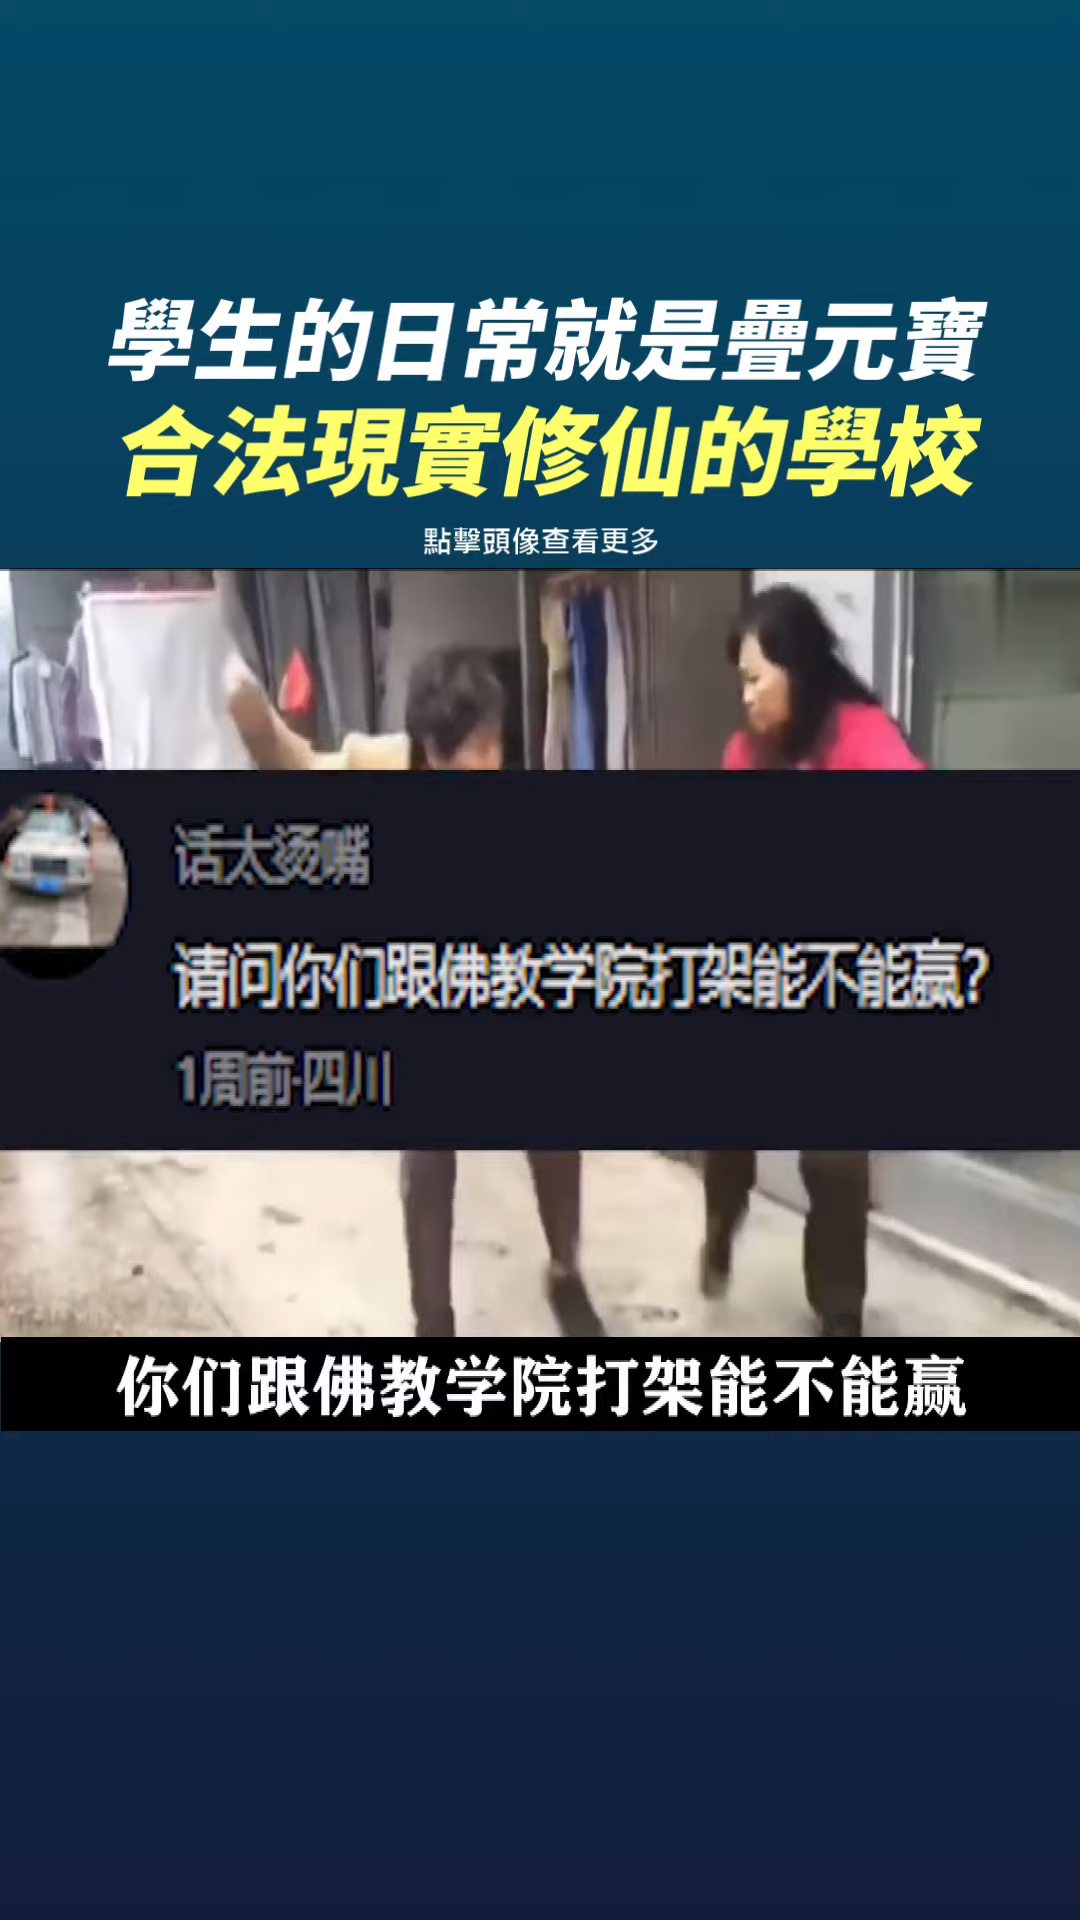 學生的日常就是疊元寶
合法現實修仙的學校
點擊頭像查看更多
话太烫嘴
请问你们跟佛教学院打架能不能赢?
1周前·四川
你们跟佛教学院打架能不能赢